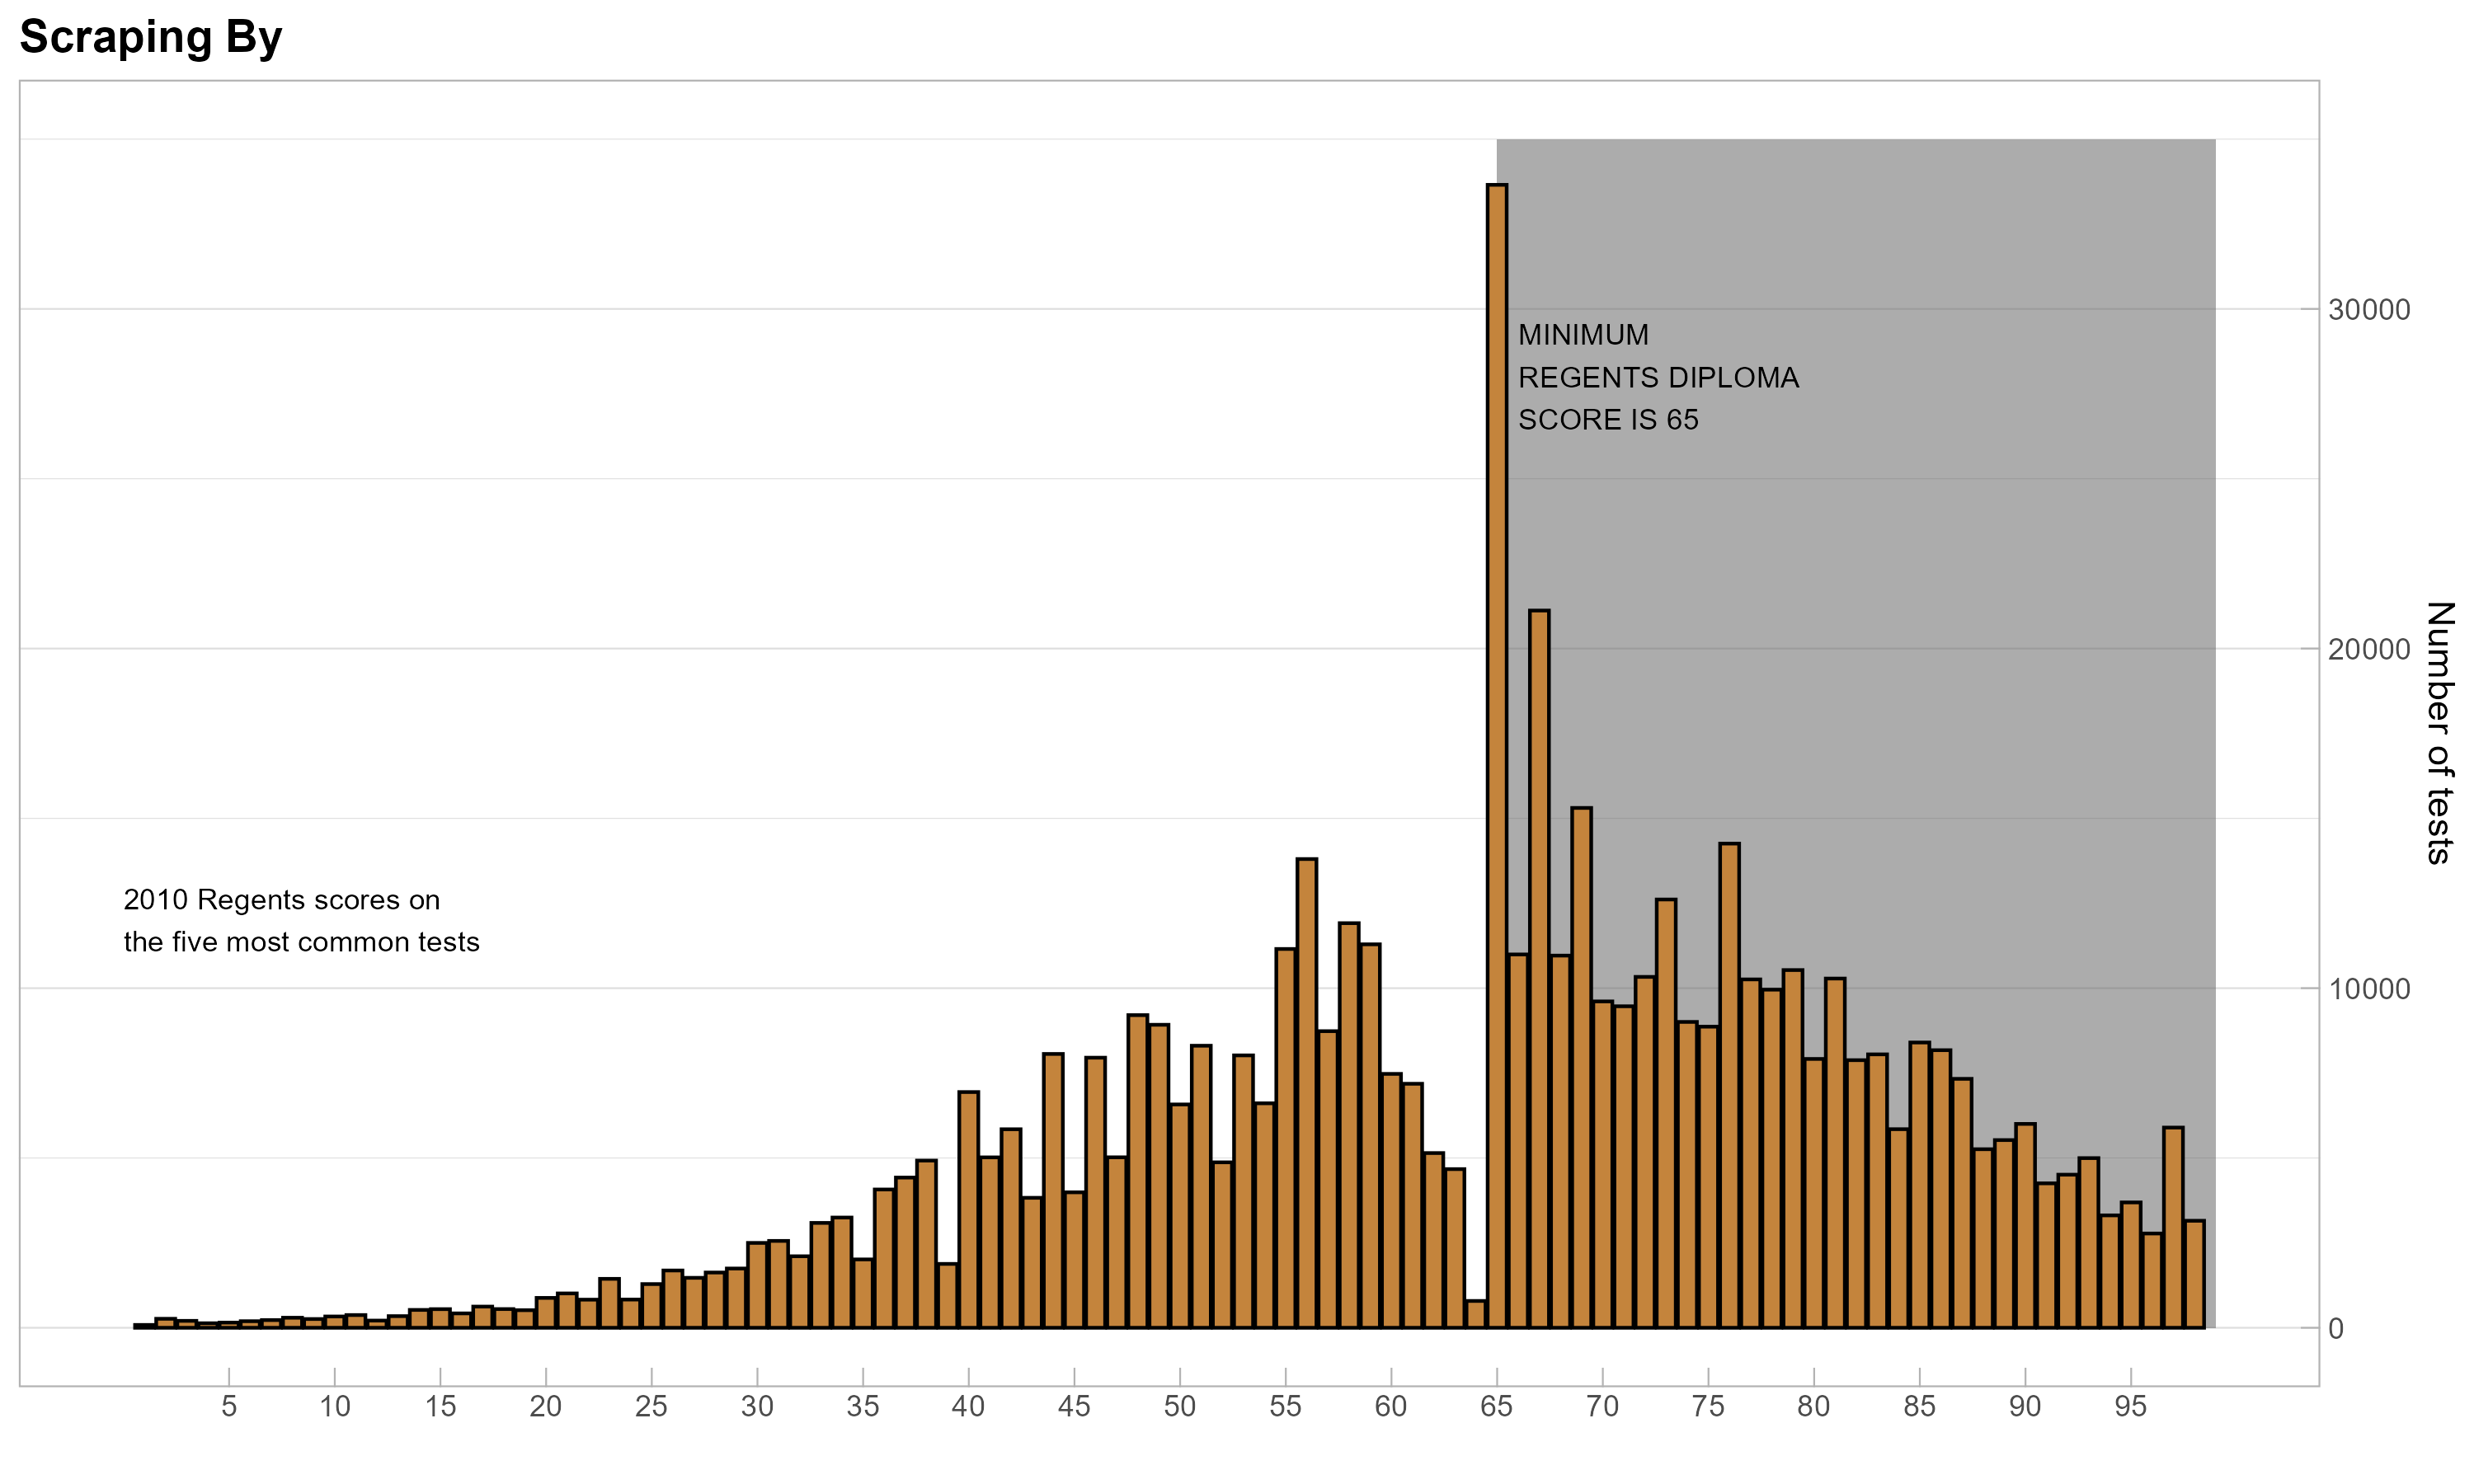 Scraping By
MINIMUM
REGENTS DIPLOMA
SCORE IS 65
2010 Regents scores on
the five most common tests
30000
20000
10000
0
Number of tests
5 10 15 20 25 30 35 40 45 50 55 60 65 70 75 80 85 90 95